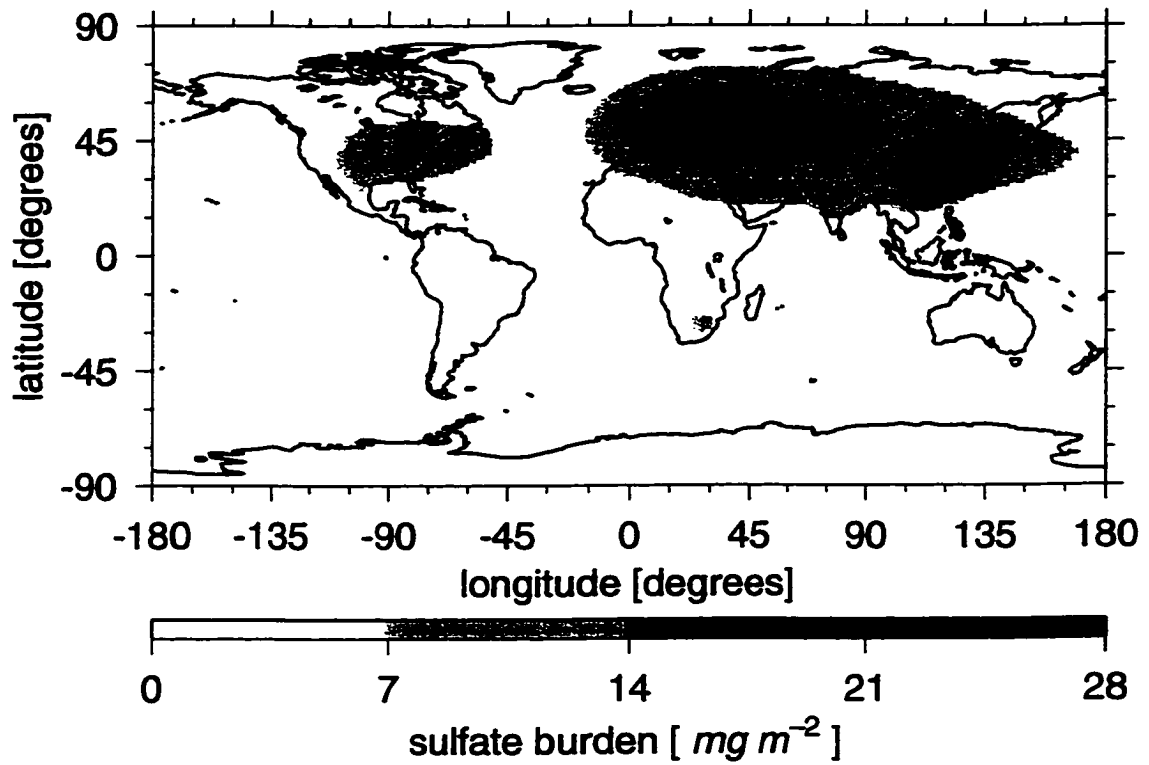 90
45
0
-45
-90
latitude [degrees]
-180 -135 -90 -45 0 45 90 135 180
longitude [degrees]
0 7 14 21 28
sulfate burden [ mg m⁻² ]